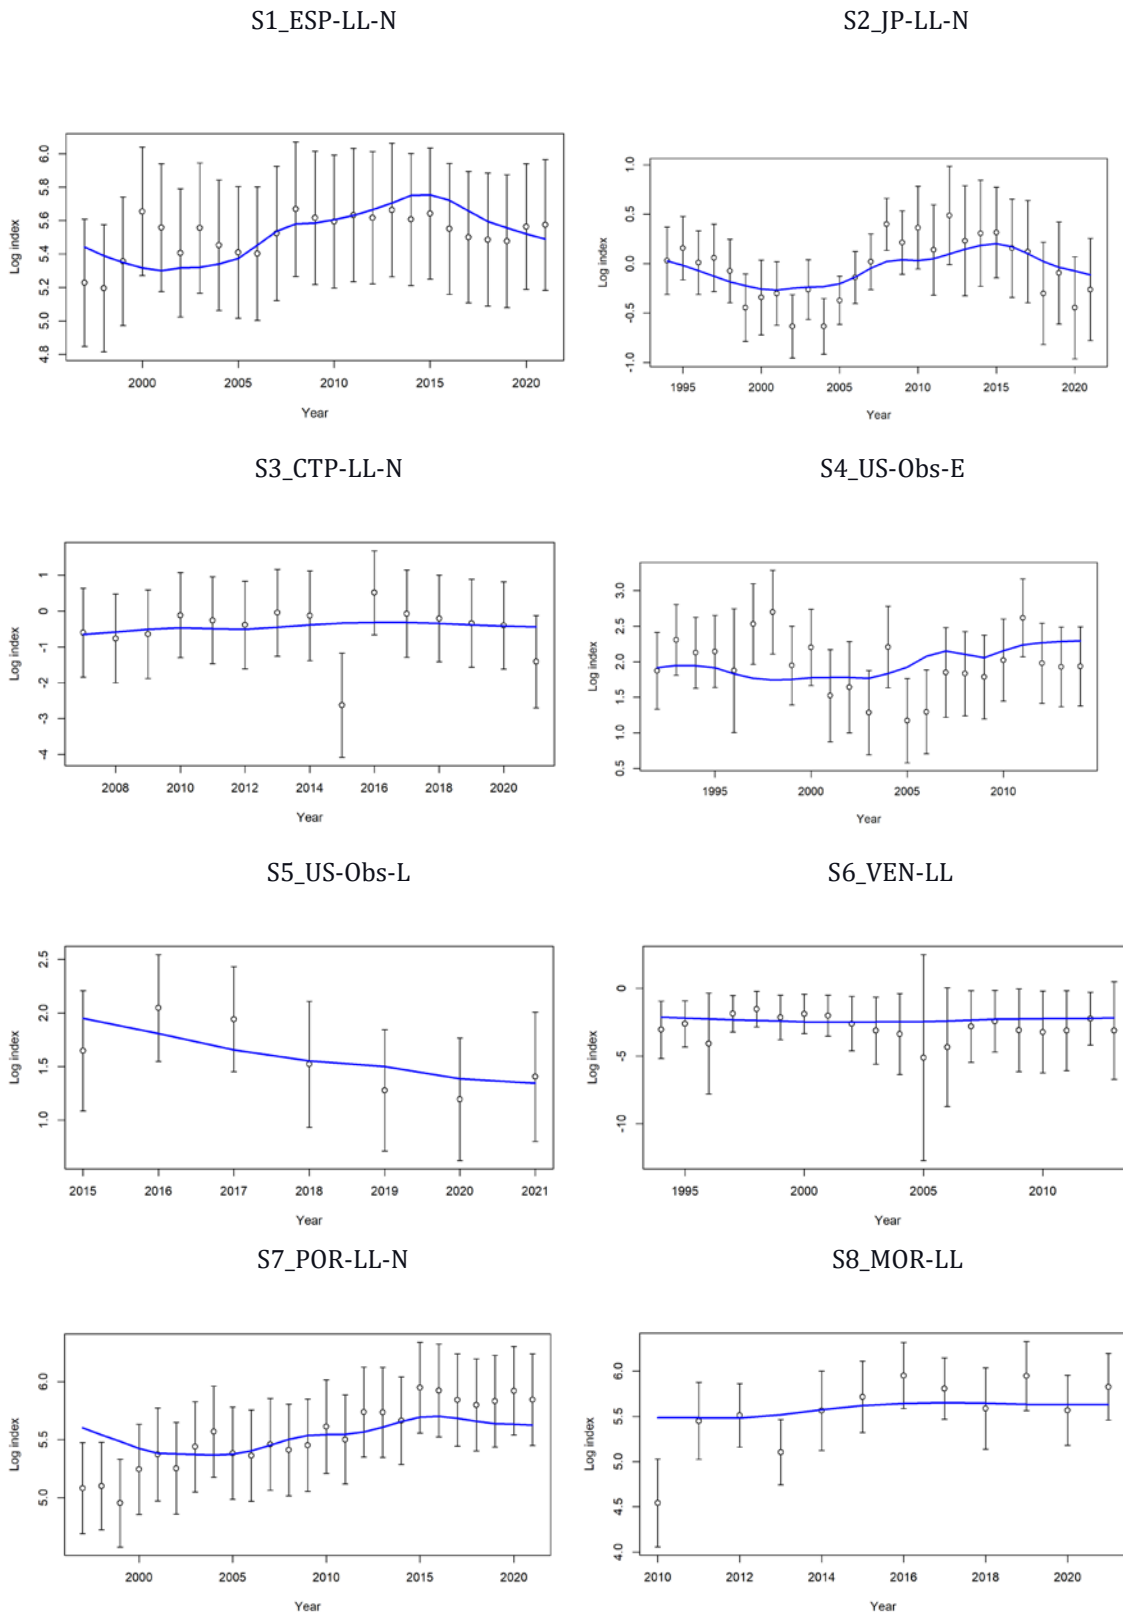 S1_ESP-LL-N
S2_JP-LL-N
Log index
4.8 5.0 5.2 5.4 5.6 5.8 6.0
2000 2005 2010 2015 2020
Year
Log index
-1.0 -0.5 0.0 0.5 1.0
1995 2000 2005 2010 2015 2020
Year
S3_CTP-LL-N
S4_US-Obs-E
Log index
-4 -3 -2 -1 0 1
2008 2010 2012 2014 2016 2018 2020
Year
Log index
0.5 1.0 1.5 2.0 2.5 3.0
1995 2000 2005 2010
Year
S5_US-Obs-L
S6_VEN-LL
Log index
1.0 1.5 2.0 2.5
2015 2016 2017 2018 2019 2020 2021
Year
Log index
-10 -5 0
1995 2000 2005 2010
Year
S7_POR-LL-N
S8_MOR-LL
Log index
5.0 5.5 6.0
2000 2005 2010 2015 2020
Year
Log index
4.0 4.5 5.0 5.5 6.0
2010 2012 2014 2016 2018 2020
Year